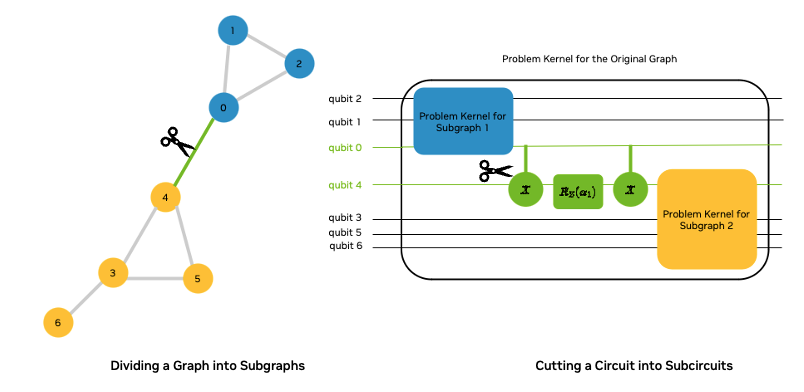 1
2
0
4
3
5
6
Dividing a Graph into Subgraphs
Problem Kernel for the Original Graph
qubit 2
qubit 1
qubit 0
qubit 4
qubit 3
qubit 5
qubit 6
Problem Kernel for
Subgraph 1
X
R_Z(α₁)
X
Problem Kernel for
Subgraph 2
Cutting a Circuit into Subcircuits